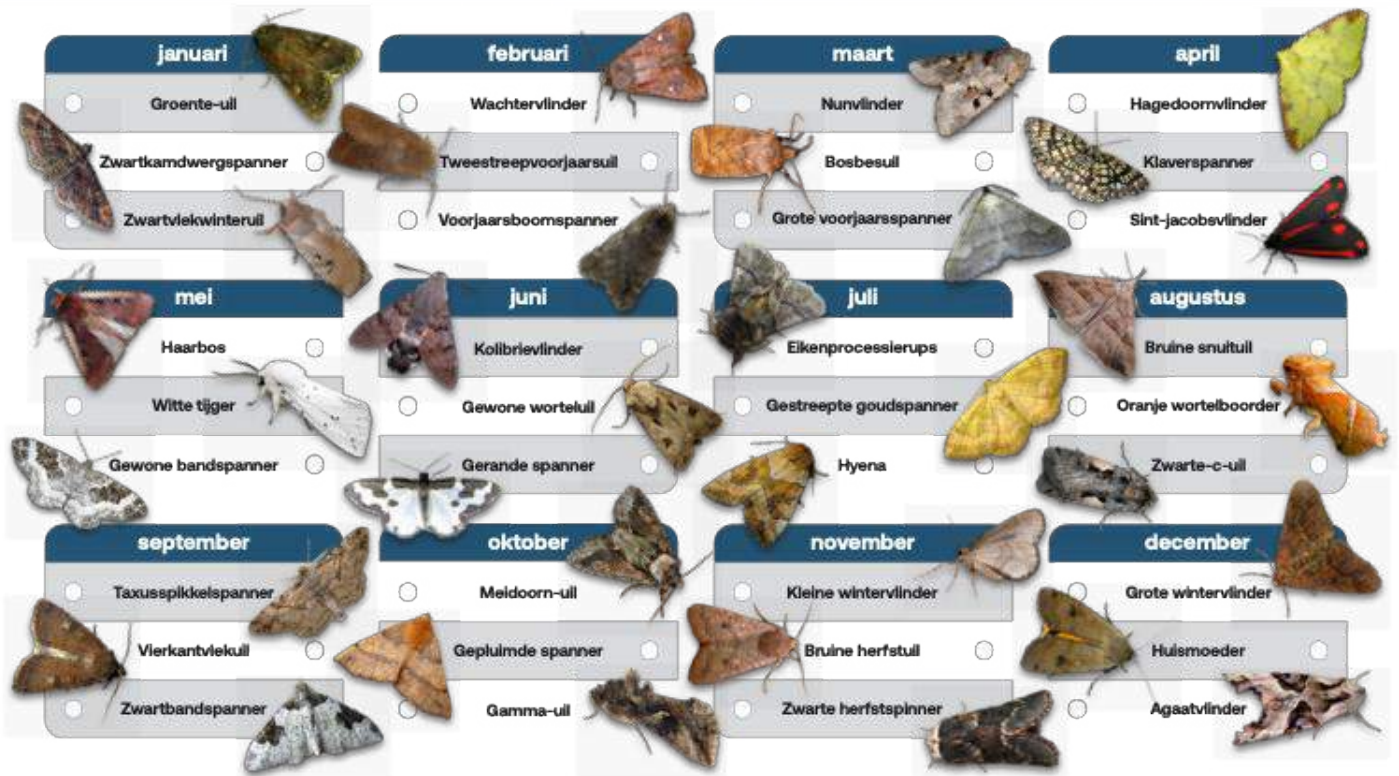 januari
Groente-uil
Zwartkamdwergspanner
Zwartvlekwinteruil
februari
Wachtervlinder
Tweestreepvoorjaarsuil
Voorjaarsboomspanner
maart
Nunvlinder
Bosbesuil
Grote voorjaarsspanner
april
Hagedoornvlinder
Klaverspanner
Sint-jacobsvlinder
mei
Haarbos
Witte tijger
Gewone bandspanner
juni
Kolibrievlinder
Gewone worteluil
Gerande spanner
juli
Eikenprocessierups
Gestreepte goudspanner
Hyena
augustus
Bruine snuituil
Oranje wortelboorder
Zwarte-c-uil
september
Taxusspikkelspanner
Vierkantvlekuil
Zwartbandspanner
oktober
Meidoorn-uil
Gepluimde spanner
Gamma-uil
november
Kleine wintervlinder
Bruine herfstuil
Zwarte herfstspinner
december
Grote wintervlinder
Huismoeder
Agaatvlinder